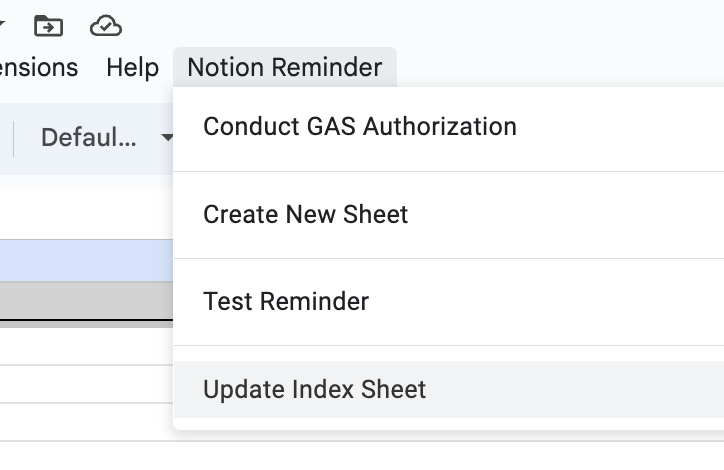 ensions Help Notion Reminder
Defaul...
Conduct GAS Authorization
Create New Sheet
Test Reminder
Update Index Sheet